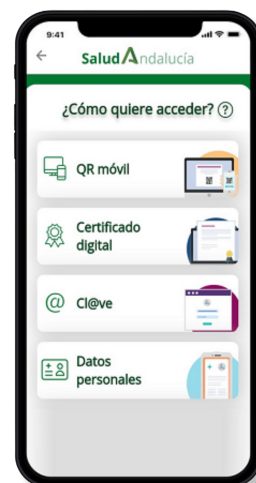 9:41
Salud Andalucía
¿Cómo quiere acceder? ?
QR móvil
Certificado
digital
@ Cl@ve
Datos
personales